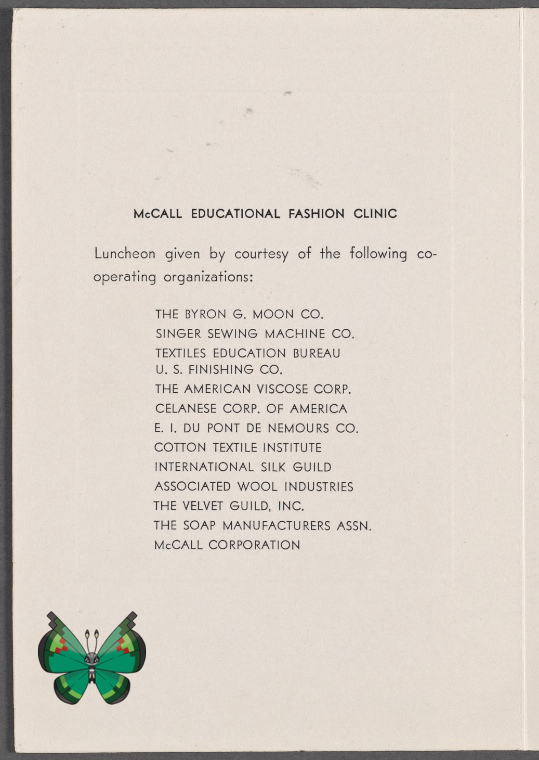 McCALL EDUCATIONAL FASHION CLINIC
Luncheon given by courtesy of the following co-
operating organizations:
THE BYRON G. MOON CO.
SINGER SEWING MACHINE CO.
TEXTILES EDUCATION BUREAU
U. S. FINISHING CO.
THE AMERICAN VISCOSE CORP.
CELANESE CORP. OF AMERICA
E. I. DU PONT DE NEMOURS CO.
COTTON TEXTILE INSTITUTE
INTERNATIONAL SILK GUILD
ASSOCIATED WOOL INDUSTRIES
THE VELVET GUILD, INC.
THE SOAP MANUFACTURERS ASSN.
McCALL CORPORATION